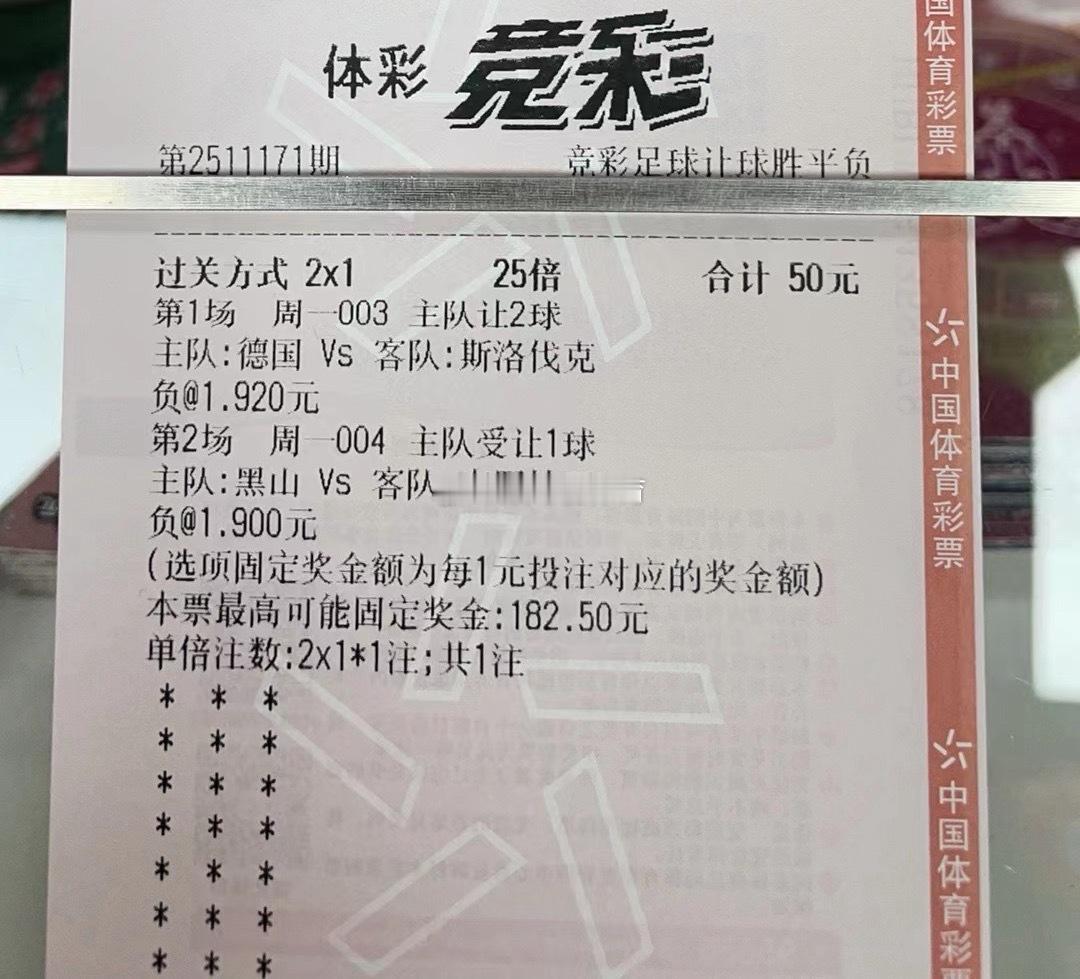 体彩 竞彩
第2511171期 竞彩足球让球胜平负
过关方式 2x1 25倍 合计 50元
第1场 周一003 主队让2球
主队:德国 Vs 客队:斯洛伐克
负@1.920元
第2场 周一004 主队受让1球
主队:黑山 Vs 客队
负@1.900元
(选项固定奖金额为每1元投注对应的奖金额)
本票最高可能固定奖金:182.50元
单倍注数:2x1*1注;共1注
* * *
* * *
* * *
* * *
* * *
* * *
* * *
国体育彩票
中国体育彩票
中国体育彩票